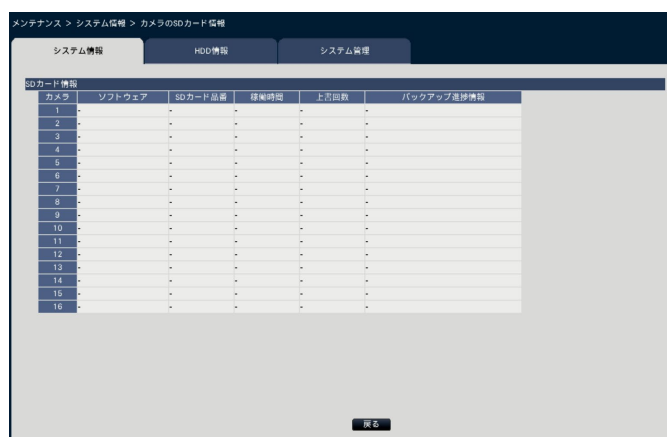 メンテナンス > システム情報 > カメラのSDカード情報
システム情報 HDD情報 システム管理
SDカード情報
カメラ ソフトウェア SDカード品番 稼働時間 上書回数 バックアップ進捗情報
1 - - - - -
2 - - - - -
3 - - - - -
4 - - - - -
5 - - - - -
6 - - - - -
7 - - - - -
8 - - - - -
9 - - - - -
10 - - - - -
11 - - - - -
12 - - - - -
13 - - - - -
14 - - - - -
15 - - - - -
16 - - - - -
戻る